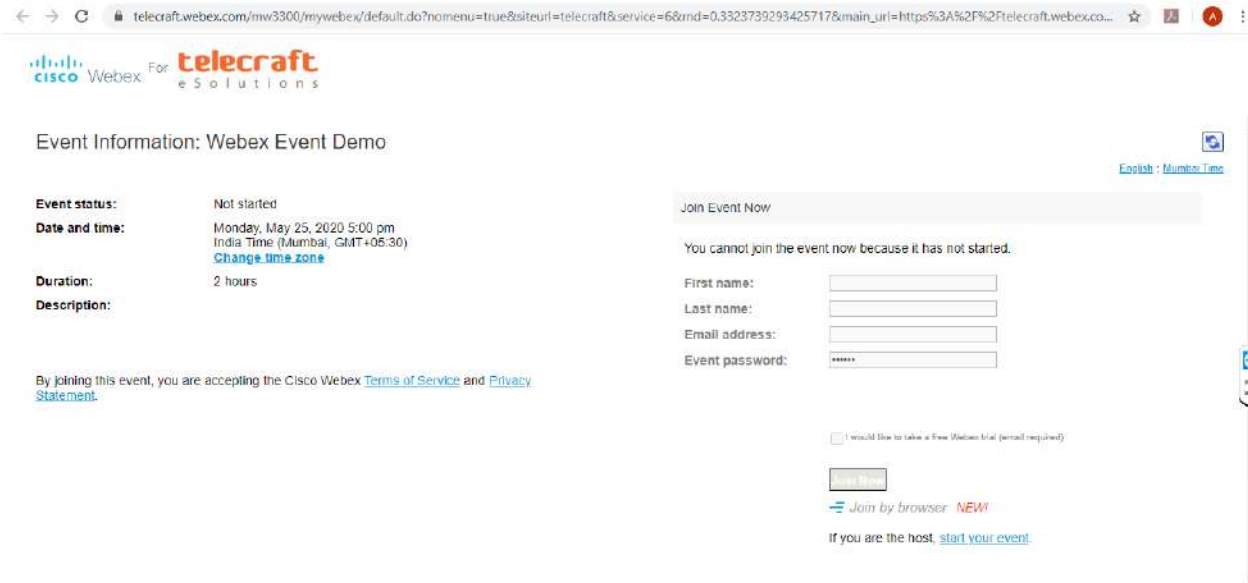 telecraft.webex.com/mw3300/mywebex/default.do?nomenu=true&siteurl=telecraft&service=6&rnd=0.3323739293425717&main_url=https%3A%2F%2Ftelecraft.webex.co...
A
cisco Webex For telecraft
eSolutions
Event Information: Webex Event Demo
English : Mumbai Time
Event status: Not started
Date and time: Monday, May 25, 2020 5:00 pm
India Time (Mumbai, GMT+05:30)
Change time zone
Duration: 2 hours
Description:
By joining this event, you are accepting the Cisco Webex Terms of Service and Privacy
Statement.
Join Event Now
You cannot join the event now because it has not started.
First name:
Last name:
Email address:
Event password: ••••••
I would like to take a free Webex trial (email required)
Join Now
Join by browser NEW!
If you are the host, start your event.